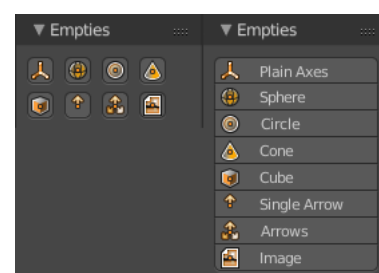 Empties
Empties
Plain Axes
Sphere
Circle
Cone
Cube
Single Arrow
Arrows
Image